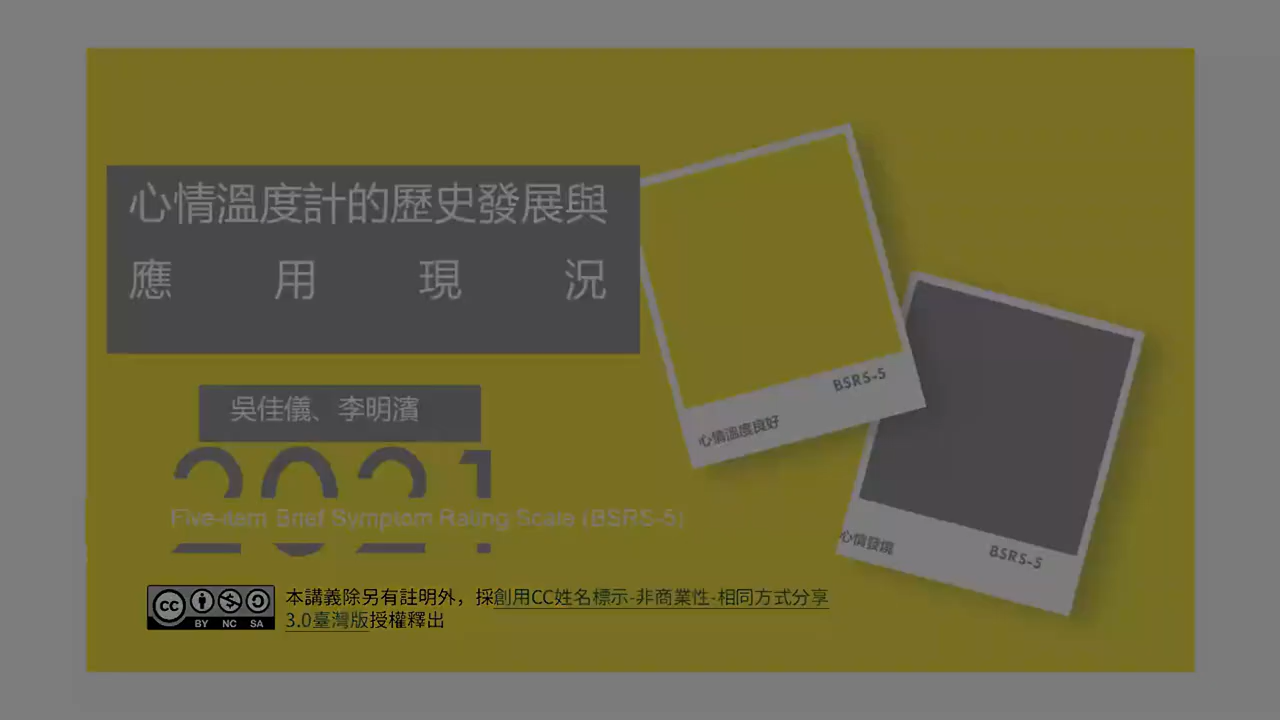 心情溫度計的歷史發展與
應用現況
吳佳儀、李明濱
2021
Five-item Brief Symptom Rating Scale (BSRS-5)
BSRS-5
心情溫度良好
心情發燒
BSRS-5
cc BY NC SA
本講義除另有註明外，採創用CC姓名標示-非商業性-相同方式分享
3.0臺灣版授權釋出